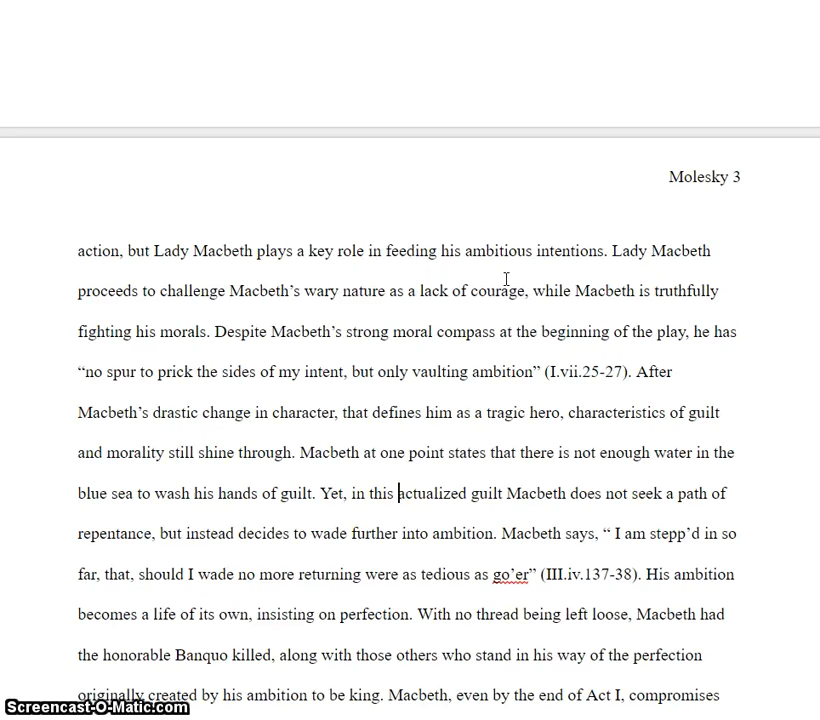 Molesky 3
action, but Lady Macbeth plays a key role in feeding his ambitious intentions. Lady Macbeth
proceeds to challenge Macbeth’s wary nature as a lack of courage, while Macbeth is truthfully
fighting his morals. Despite Macbeth’s strong moral compass at the beginning of the play, he has
“no spur to prick the sides of my intent, but only vaulting ambition” (I.vii.25-27). After
Macbeth’s drastic change in character, that defines him as a tragic hero, characteristics of guilt
and morality still shine through. Macbeth at one point states that there is not enough water in the
blue sea to wash his hands of guilt. Yet, in this actualized guilt Macbeth does not seek a path of
repentance, but instead decides to wade further into ambition. Macbeth says, “ I am stepp’d in so
far, that, should I wade no more returning were as tedious as go’er” (III.iv.137-38). His ambition
becomes a life of its own, insisting on perfection. With no thread being left loose, Macbeth had
the honorable Banquo killed, along with those others who stand in his way of the perfection
originally created by his ambition to be king. Macbeth, even by the end of Act I, compromises
Screencast-O-Matic.com